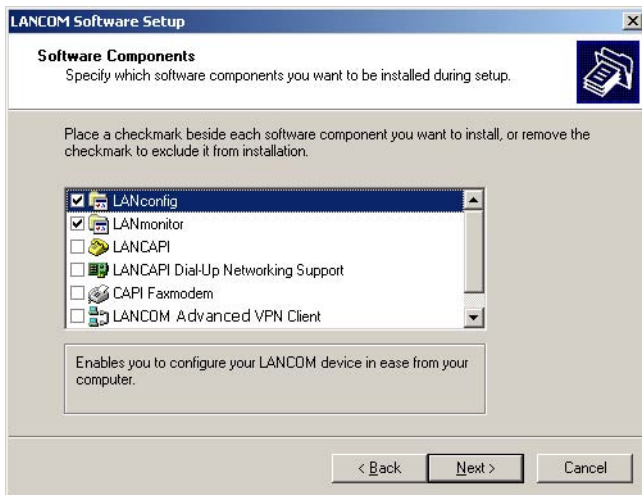 LANCOM Software Setup
Software Components
Specify which software components you want to be installed during setup.
Place a checkmark beside each software component you want to install, or remove the
checkmark to exclude it from installation.
LANconfig
LANmonitor
LANCAPI
LANCAPI Dial-Up Networking Support
CAPI Faxmodem
LANCOM Advanced VPN Client
Enables you to configure your LANCOM device in ease from your
computer.
< Back
Next >
Cancel